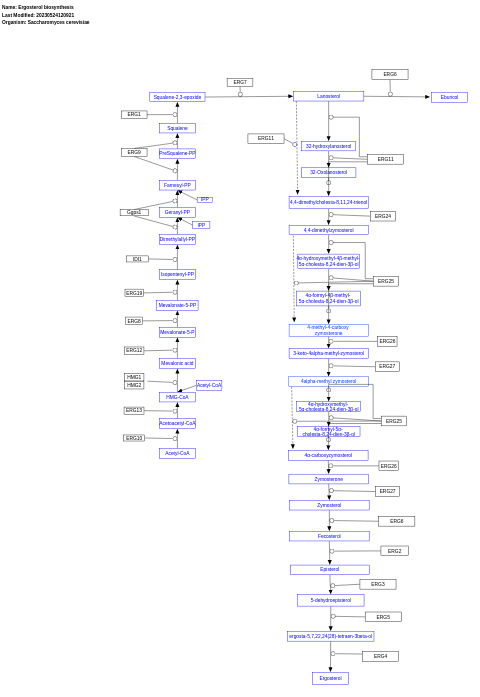 Name: Ergosterol biosynthesis
Last Modified: 20230524120921
Organism: Saccharomyces cerevisiae
ERG6
ERG7
Squalene-2,3-epoxide
Lanosterol
Eburicol
ERG1
Squalene
ERG11
32-hydroxylanosterol
ERG9
PreSqualene-PP
ERG11
32-Oxolanosterol
Farnesyl-PP
IPP
4,4-dimethylcholesta-8,11,24-trienol
Geranyl-PP
ERG24
IPP
4,4-dimethylzymosterol
Dimethylallyl-PP
IDI1
4α-hydroxymethyl-4β-methyl-
5α-cholesta-8,24-dien-3β-ol
Isopentenyl-PP
ERG25
ERG19
4α-formyl-4β-methyl-
5α-cholesta-8,24-dien-3β-ol
Mevalonate-5-PP
ERG8
4-methyl-4-carboxy
zymosterone
Mevalonate-5-P
ERG26
ERG12
3-keto-4alpha-methyl-zymosterol
Mevalonic acid
ERG27
HMG1
HMG2
Acetyl-CoA
4alpha-methyl zymosterol
HMG-CoA
ERG13
4α-hydroxymethyl-
5α-cholesta-8,24-dien-3β-ol
Acetoacetyl-CoA
ERG25
4α-formyl-5α-
cholesta-8,24-dien-3β-ol
ERG10
Acetyl-CoA
4α-carboxyzymosterol
ERG26
Zymosterone
ERG27
Zymosterol
ERG6
Fecosterol
ERG2
Episterol
ERG3
5-dehydroepisterol
ERG5
ergosta-5,7,22,24(28)-tetraen-3beta-ol
ERG4
Ergosterol